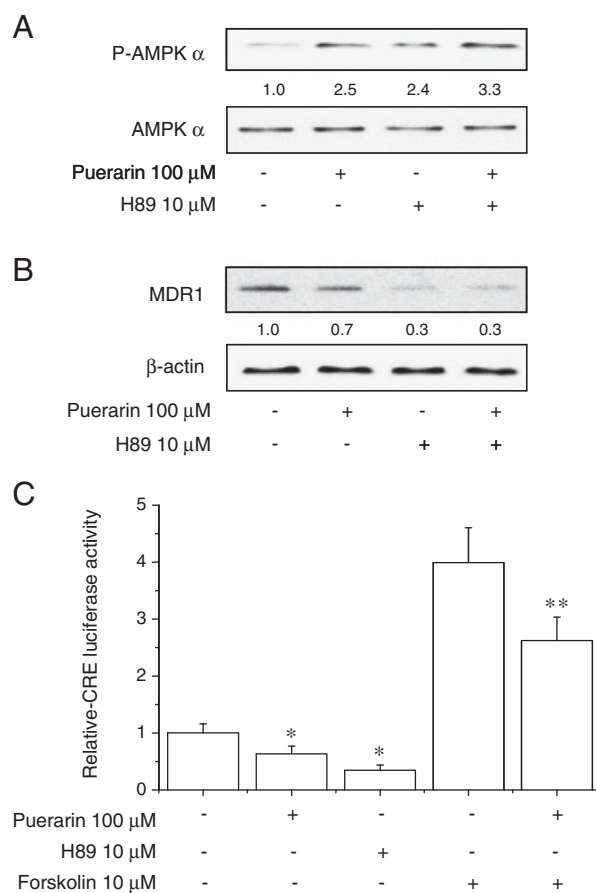 A
P-AMPK α
1.0 2.5 2.4 3.3
AMPK α
Puerarin 100 μM - + - +
H89 10 μM - - + +
B
MDR1
1.0 0.7 0.3 0.3
β-actin
Puerarin 100 μM - + - +
H89 10 μM - - + +
C
Relative-CRE luciferase activity
5
4
3
2
1
0
* * **
Puerarin 100 μM - + - - +
H89 10 μM - - + - -
Forskolin 10 μM - - - + +